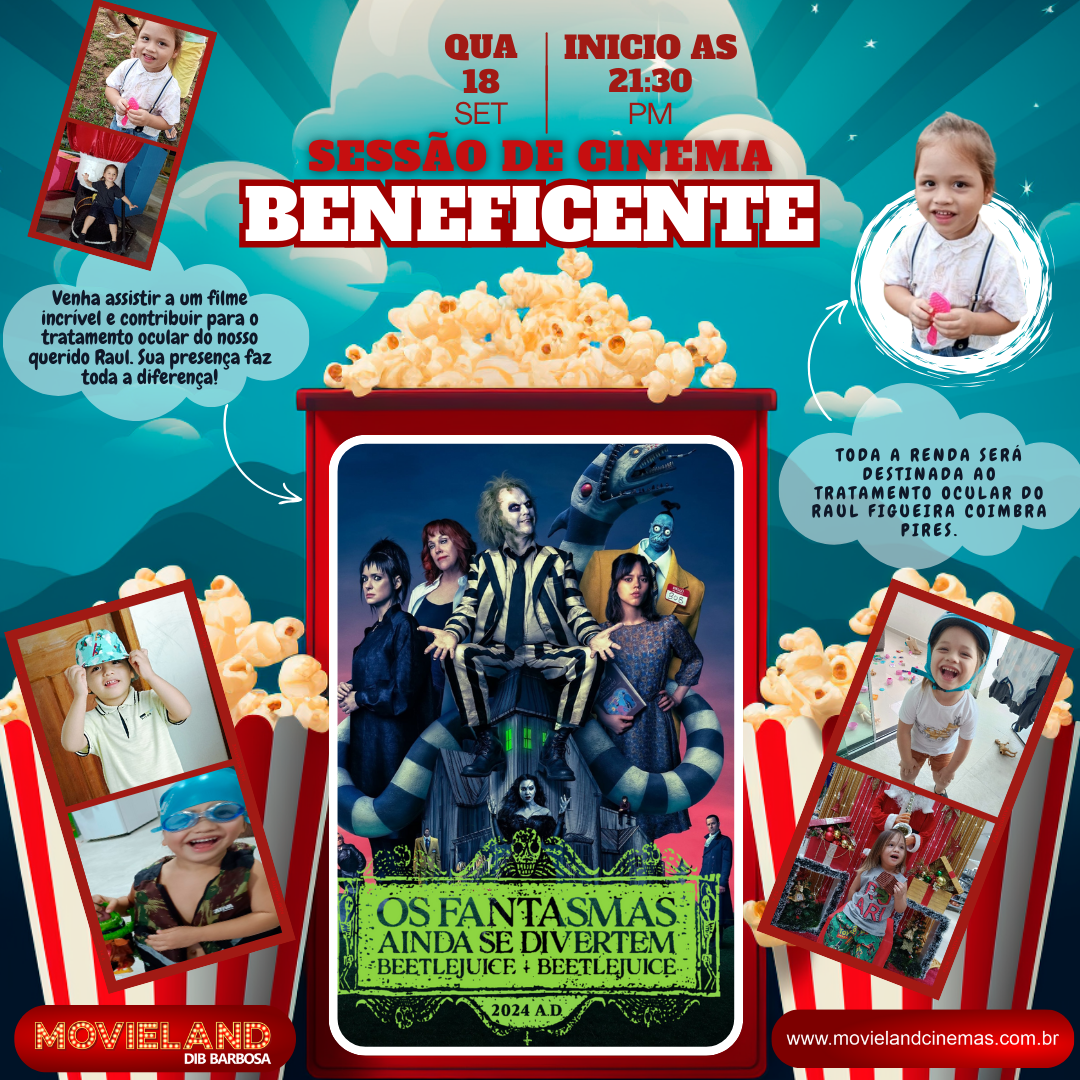 QUA
18
SET
INICIO AS
21:30
PM
SESSÃO DE CINEMA
BENEFICENTE
Venha assistir a um filme
incrível e contribuir para o
tratamento ocular do nosso
querido Raul. Sua presença faz
toda a diferença!
TODA A RENDA SERÁ
DESTINADA AO
TRATAMENTO OCULAR DO
RAUL FIGUEIRA COIMBRA
PIRES.
BOB
OS FANTASMAS
AINDA SE DIVERTEM
BEETLEJUICE + BEETLEJUICE
2024 A.D.
MOVIELAND
DIB BARBOSA
www.movielandcinemas.com.br